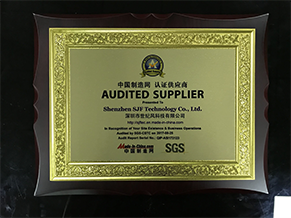 中国制造网 认证供应商
AUDITED SUPPLIER
Presented To
Shenzhen SJF Technology Co., Ltd.
深圳市世纪风科技有限公司
In Recognition of Your Site Existence & Business Operations
Made-in-China.com
中国制造网
SGS